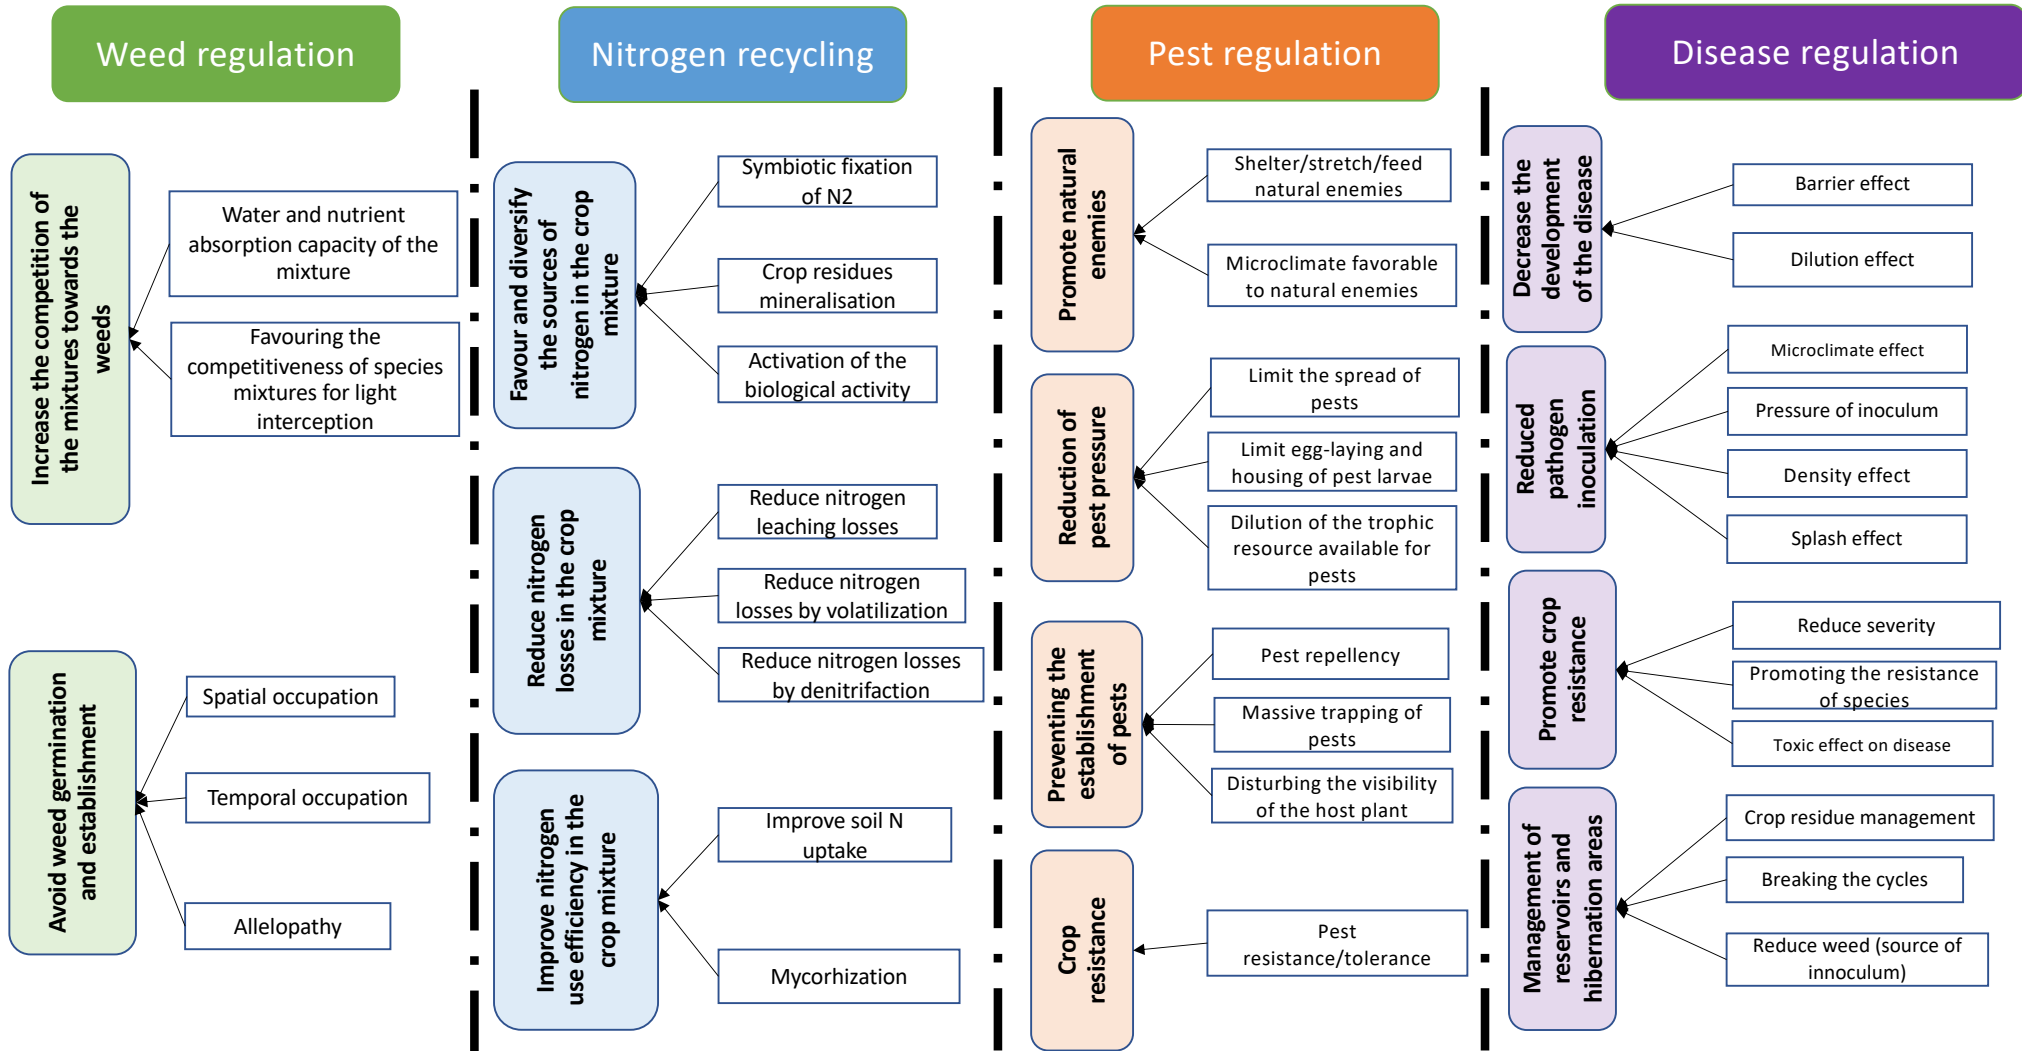 Weed regulation
Nitrogen recycling
Pest regulation
Disease regulation
Increase the competition of
the mixtures towards the
weeds
Water and nutrient
absorption capacity of the
mixture
Favouring the
competitiveness of species
mixtures for light
interception
Avoid weed germination
and establishment
Spatial occupation
Temporal occupation
Allelopathy
Favour and diversify
the sources of
nitrogen in the crop
mixture
Symbiotic fixation
of N2
Crop residues
mineralisation
Activation of the
biological activity
Reduce nitrogen
losses in the crop
mixture
Reduce nitrogen
leaching losses
Reduce nitrogen
losses by volatilization
Reduce nitrogen losses
by denitrifaction
Improve nitrogen
use efficiency in the
crop mixture
Improve soil N
uptake
Mycorhization
Promote natural
enemies
Shelter/stretch/feed
natural enemies
Microclimate favorable
to natural enemies
Reduction of
pest pressure
Limit the spread of
pests
Limit egg-laying and
housing of pest larvae
Dilution of the trophic
resource available for
pests
Preventing the
establishment
of pests
Pest repellency
Massive trapping of
pests
Disturbing the visibility
of the host plant
Crop
resistance
Pest
resistance/tolerance
Decrease the
development
of the disease
Barrier effect
Dilution effect
Reduced
pathogen
inoculation
Microclimate effect
Pressure of inoculum
Density effect
Splash effect
Promote crop
resistance
Reduce severity
Promoting the resistance
of species
Toxic effect on disease
Management of
reservoirs and
hibernation areas
Crop residue management
Breaking the cycles
Reduce weed (source of
innoculum)